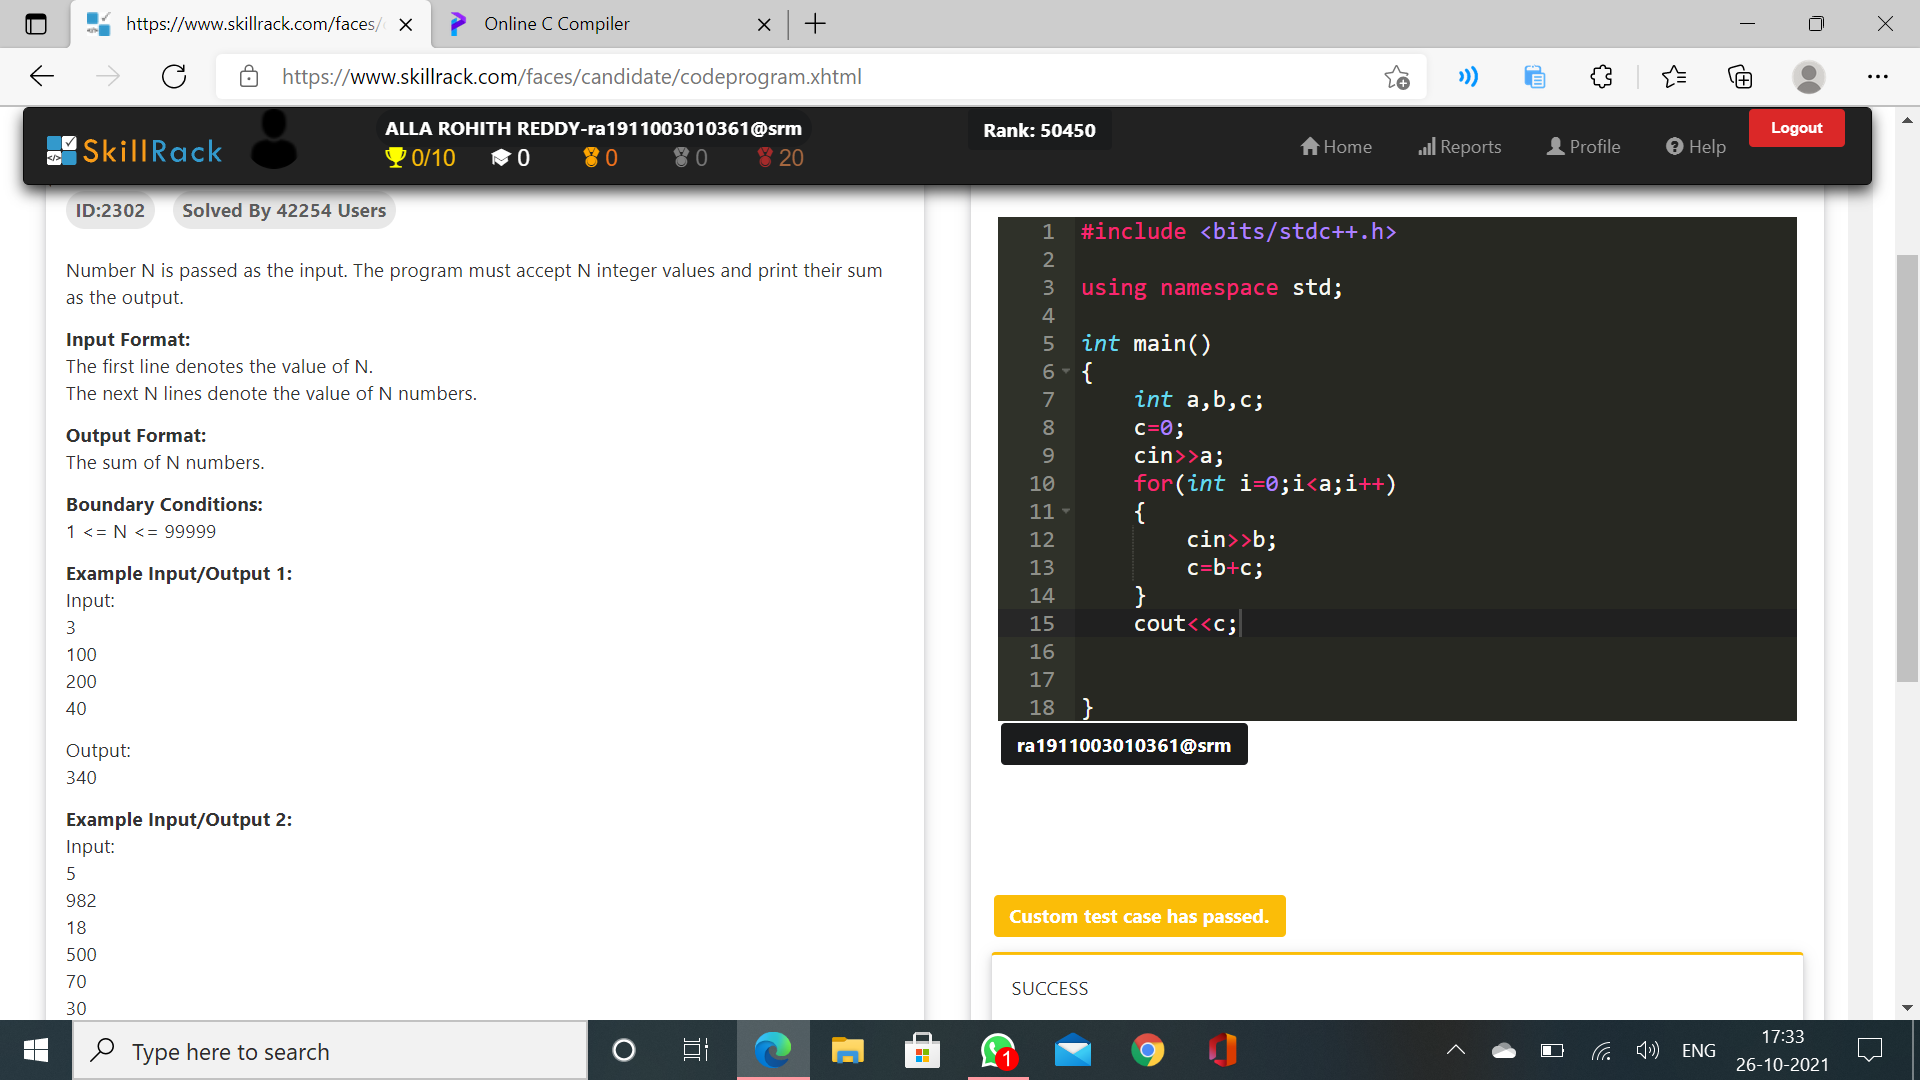 https://www.skillrack.com/faces/
Online C Compiler
https://www.skillrack.com/faces/candidate/codeprogram.xhtml
SkillRack
ALLA ROHITH REDDY-ra1911003010361@srm
0/10 0 0 0 20
Rank: 50450
Home Reports Profile Help
Logout
ID:2302 Solved By 42254 Users
Number N is passed as the input. The program must accept N integer values and print their sum
as the output.
Input Format:
The first line denotes the value of N.
The next N lines denote the value of N numbers.
Output Format:
The sum of N numbers.
Boundary Conditions:
1 <= N <= 99999
Example Input/Output 1:
Input:
3
100
200
40
Output:
340
Example Input/Output 2:
Input:
5
982
18
500
70
30
1 #include <bits/stdc++.h>
2
3 using namespace std;
4
5 int main()
6 {
7 int a,b,c;
8 c=0;
9 cin>>a;
10 for(int i=0;i<a;i++)
11 {
12 cin>>b;
13 c=b+c;
14 }
15 cout<<c;
16
17
18 }
ra1911003010361@srm
Custom test case has passed.
SUCCESS
Type here to search
1
ENG
17:33
26-10-2021